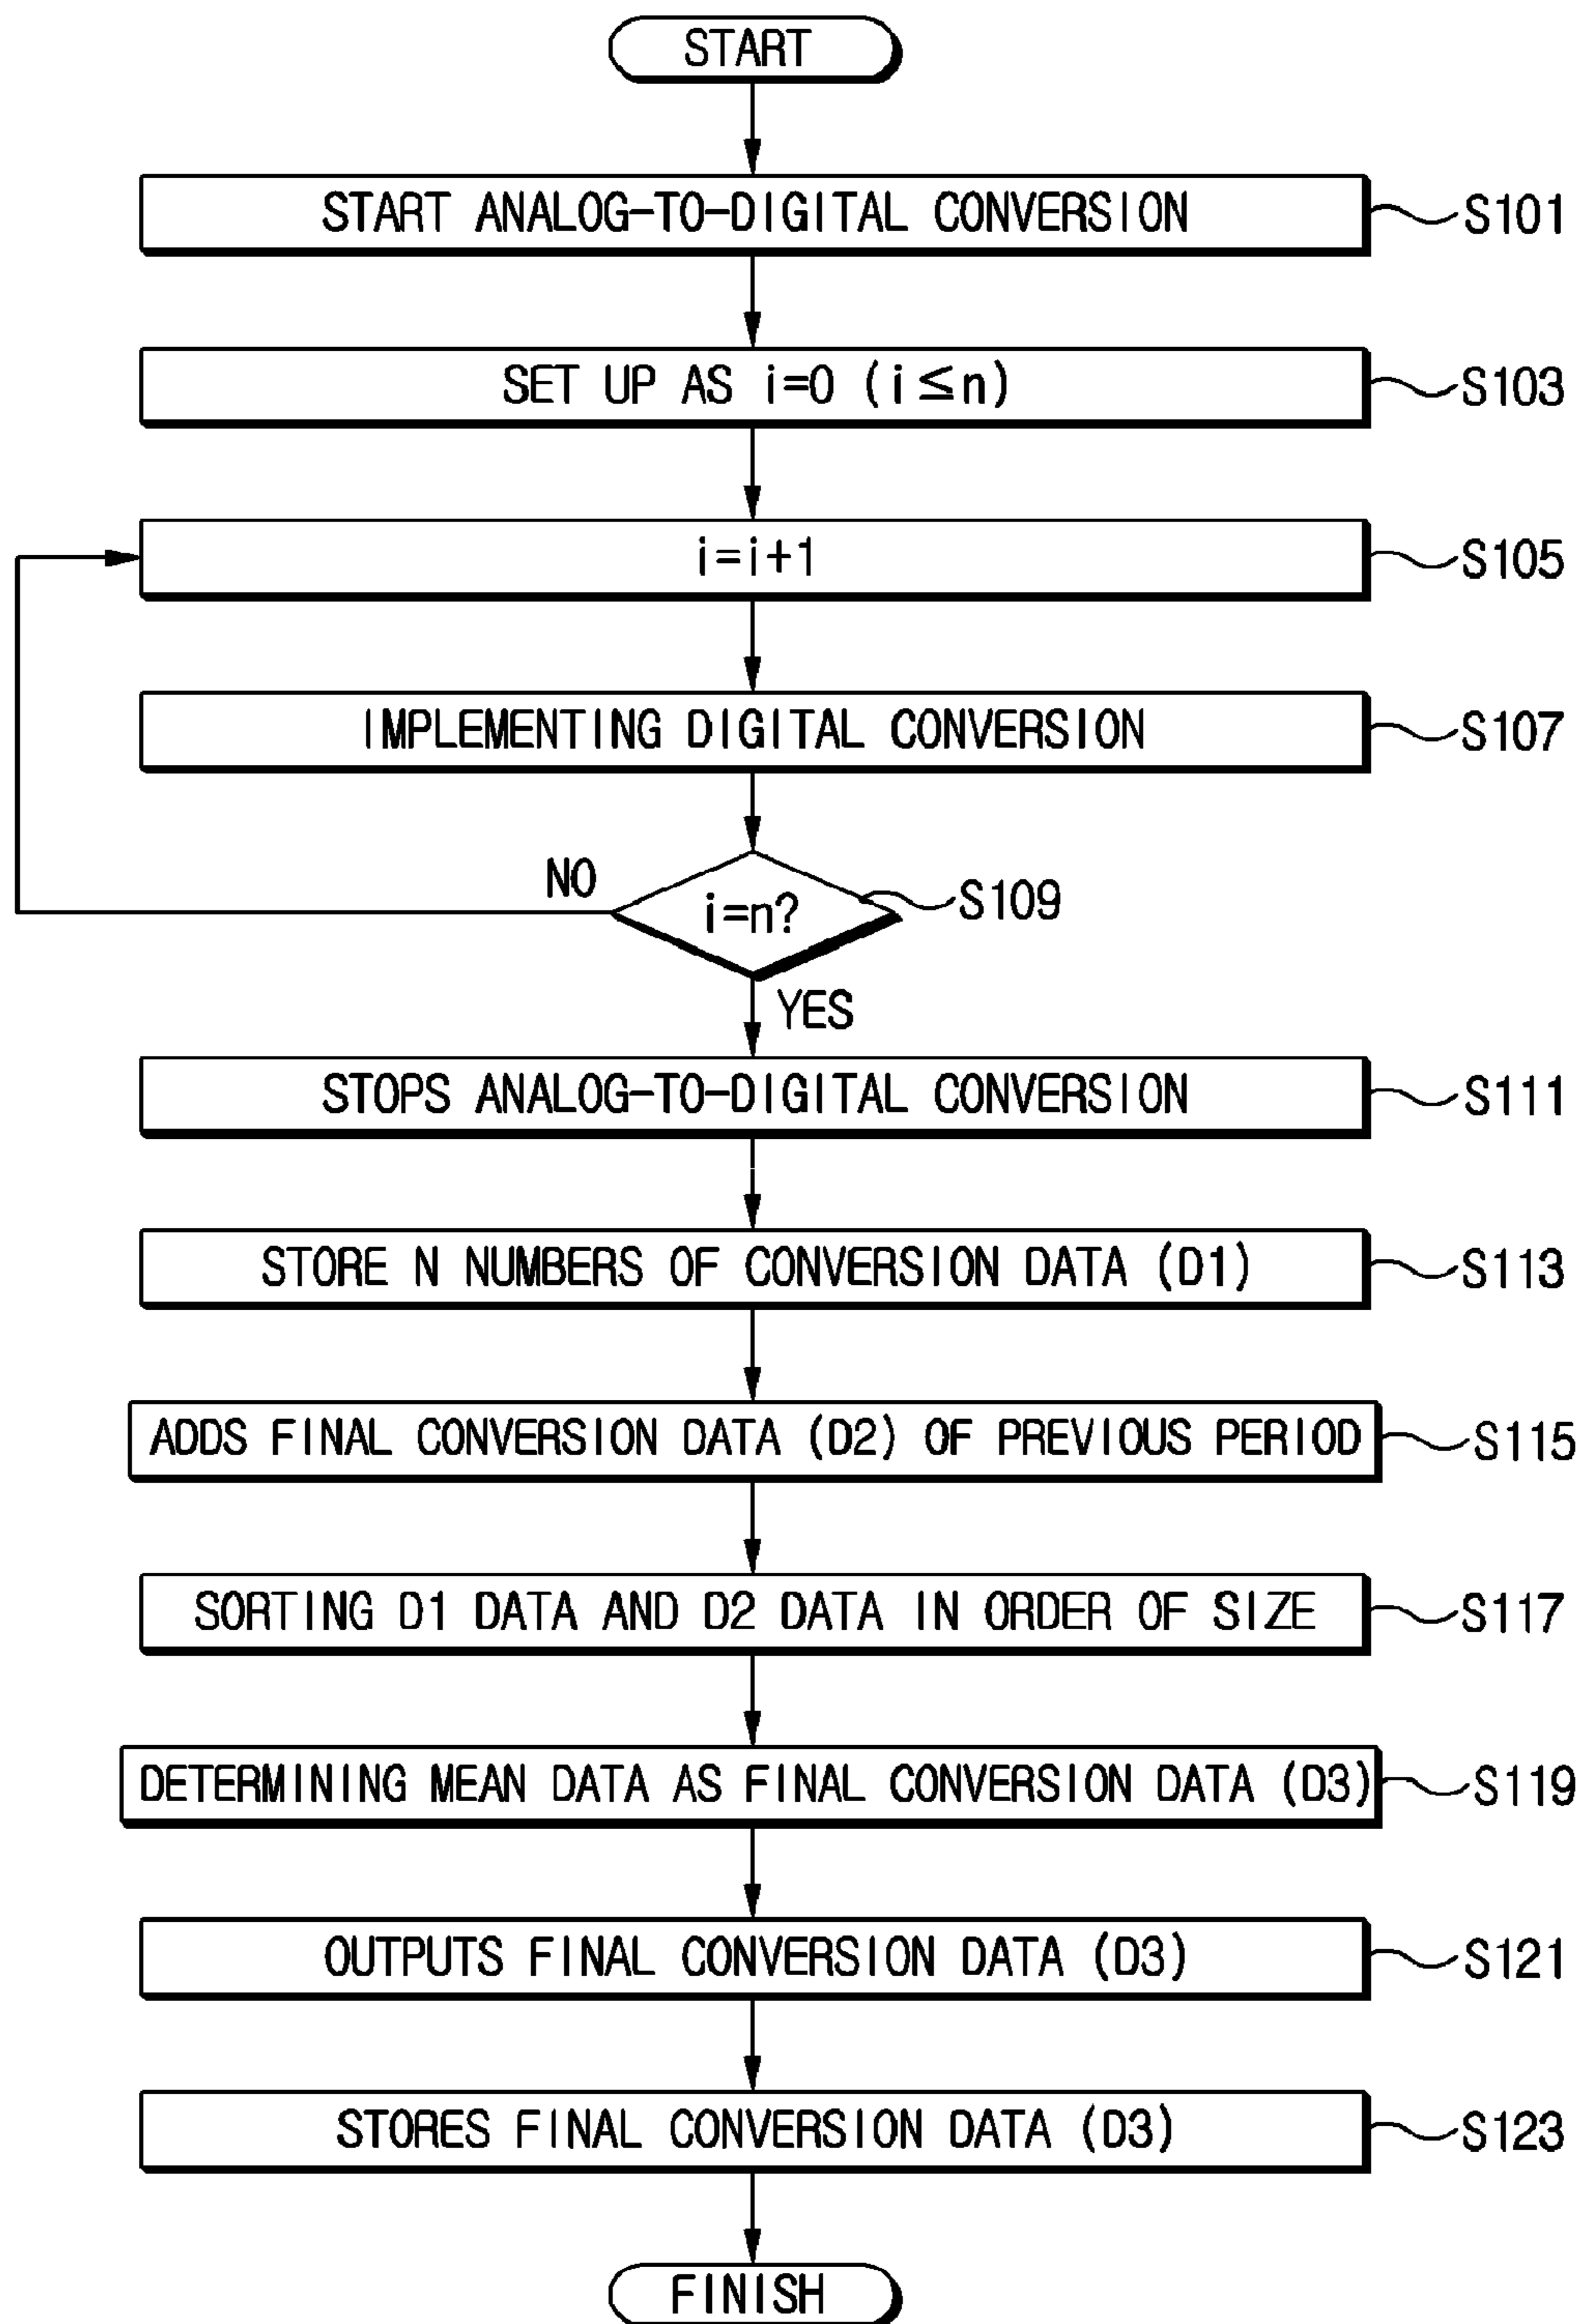 START
START ANALOG-TO-DIGITAL CONVERSION
S101
SET UP AS i=0 (i≤n)
S103
i=i+1
S105
IMPLEMENTING DIGITAL CONVERSION
S107
NO
i=n?
S109
YES
STOPS ANALOG-TO-DIGITAL CONVERSION
S111
STORE N NUMBERS OF CONVERSION DATA (D1)
S113
ADDS FINAL CONVERSION DATA (D2) OF PREVIOUS PERIOD
S115
SORTING D1 DATA AND D2 DATA IN ORDER OF SIZE
S117
DETERMINING MEAN DATA AS FINAL CONVERSION DATA (D3)
S119
OUTPUTS FINAL CONVERSION DATA (D3)
S121
STORES FINAL CONVERSION DATA (D3)
S123
FINISH